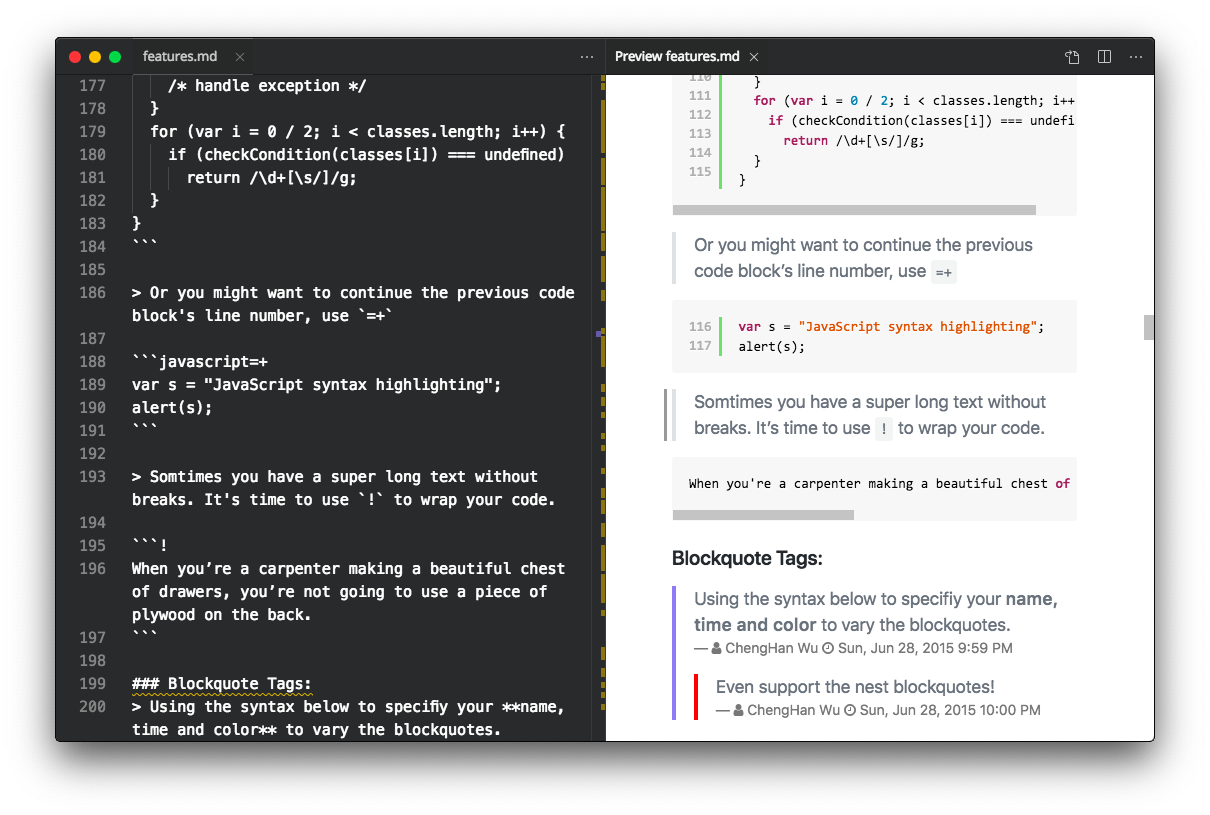 features.md ×
···
177 /* handle exception */
178 }
179 for (var i = 0 / 2; i < classes.length; i++) {
180 if (checkCondition(classes[i]) === undefined)
181 return /\d+[\s/]/g;
182 }
183 }
184 ```
185
186 > Or you might want to continue the previous code
block's line number, use `=+`
187
188 ```javascript=+
189 var s = "JavaScript syntax highlighting";
190 alert(s);
191 ```
192
193 > Somtimes you have a super long text without
breaks. It's time to use `!` to wrap your code.
194
195 ```!
196 When you’re a carpenter making a beautiful chest
of drawers, you’re not going to use a piece of
plywood on the back.
197 ```
198
199 ### Blockquote Tags:
200 > Using the syntax below to specifiy your **name,
time and color** to vary the blockquotes.
Preview features.md ×
···
110 }
111 for (var i = 0 / 2; i < classes.length; i++
112 if (checkCondition(classes[i]) === undefi
113 return /\d+[\s/]/g;
114 }
115 }
Or you might want to continue the previous
code block’s line number, use =+
116 var s = "JavaScript syntax highlighting";
117 alert(s);
Somtimes you have a super long text without
breaks. It’s time to use ! to wrap your code.
When you're a carpenter making a beautiful chest of
Blockquote Tags:
Using the syntax below to specifiy your name,
time and color to vary the blockquotes.
— ChengHan Wu Sun, Jun 28, 2015 9:59 PM
Even support the nest blockquotes!
— ChengHan Wu Sun, Jun 28, 2015 10:00 PM